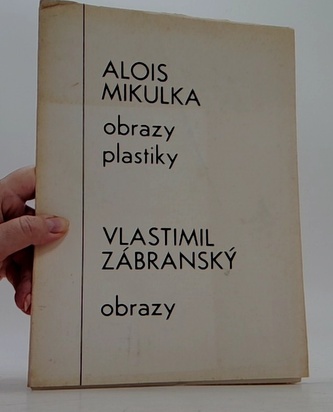 ALOIS
MIKULKA
obrazy
plastiky
VLASTIMIL
ZÁBRANSKÝ
obrazy